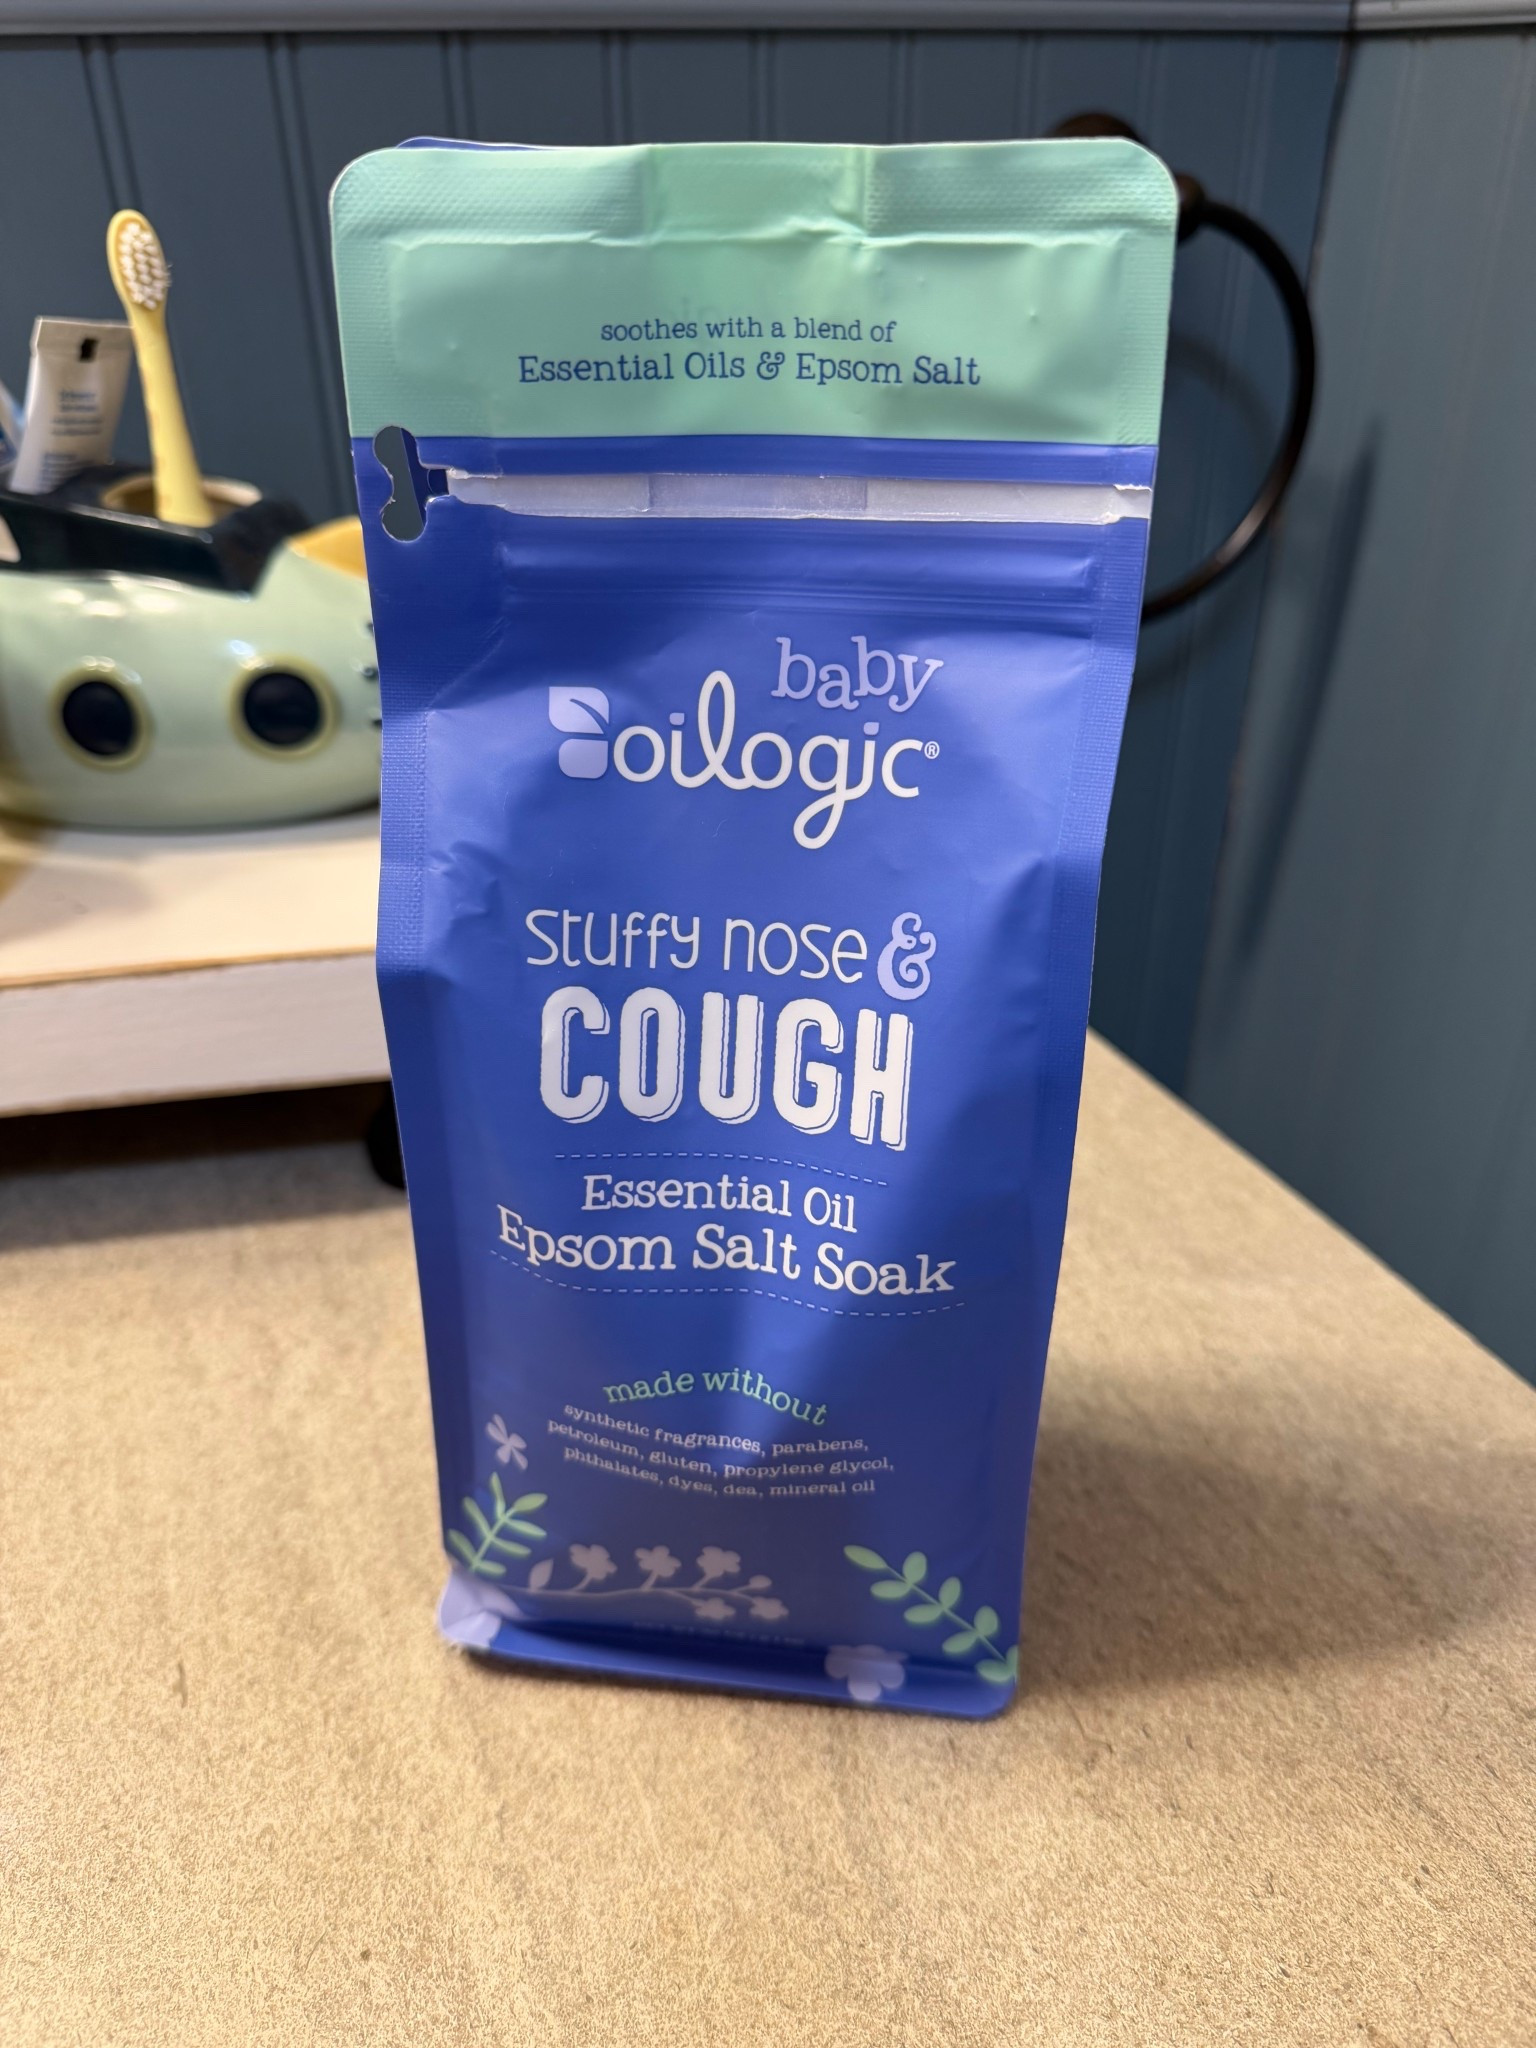 soothes with a blend of
Essential Oils & Epsom Salt
baby
oilogic®
stuffy nose &
COUGH
Essential Oil
Epsom Salt Soak
made without
synthetic fragrances, parabens,
petroleum, gluten, propylene glycol,
phthalates, dyes, dea, mineral oil